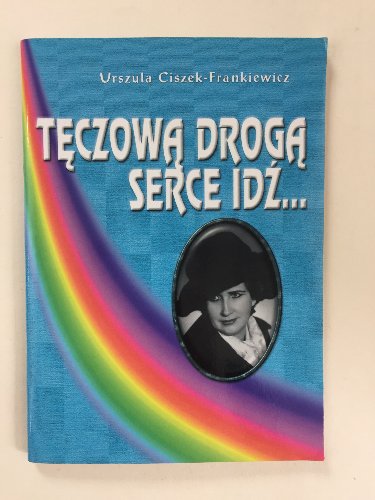 Urszula Ciszek-Frankiewicz
TĘCZOWĄ DROGĄ
SERCE IDŹ...